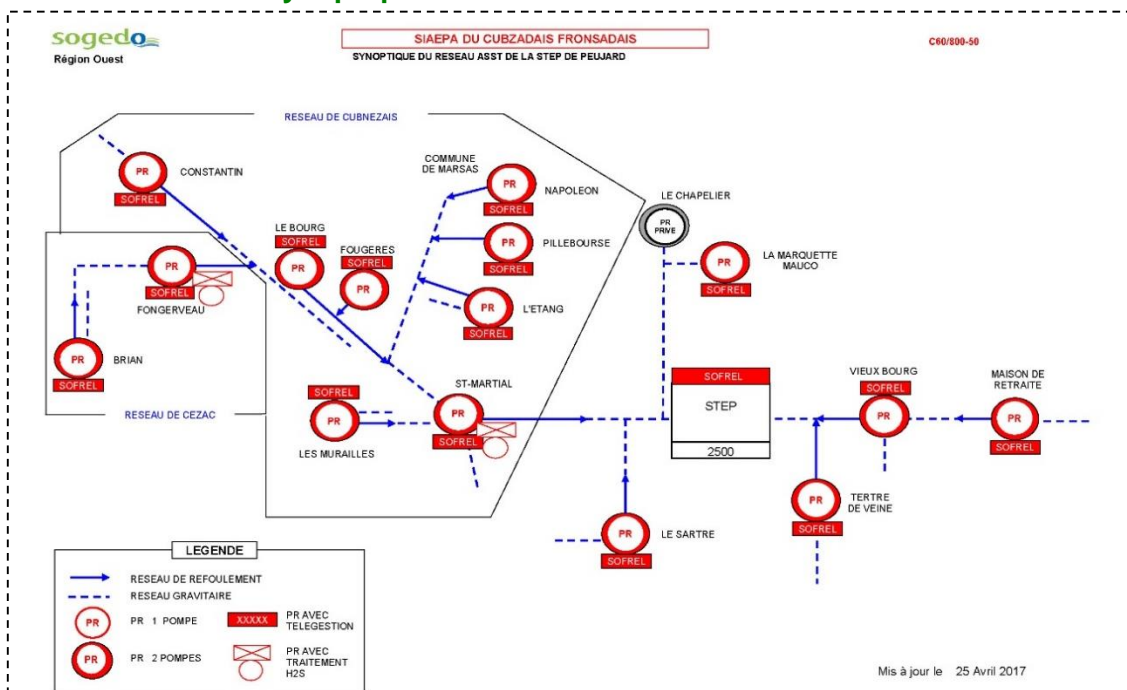 sogedo
Région Ouest
SIAEPA DU CUBZADAIS FRONSADAIS
SYNOPTIQUE DU RESEAU ASST DE LA STEP DE PEUJARD
C60/800-50
RESEAU DE CUBNEZAIS
PR
CONSTANTIN
SOFREL
COMMUNE
DE MARSAS
PR
NAPOLEON
SOFREL
LE CHAPELIER
PR
PRIVE
LE BOURG
SOFREL
PR
FOUGERES
SOFREL
PR
PR
PILLEBOURSE
SOFREL
PR
LA MARQUETTE
MAUCO
SOFREL
PR
SOFREL
FONGERVEAU
PR
L'ETANG
SOFREL
PR
BRIAN
SOFREL
RESEAU DE CEZAC
SOFREL
PR
LES MURAILLES
ST-MARTIAL
PR
SOFREL
SOFREL
STEP
2500
VIEUX BOURG
SOFREL
PR
MAISON DE
RETRAITE
PR
SOFREL
PR
LE SARTRE
SOFREL
PR
TERTRE
DE VEINE
SOFREL
LEGENDE
RESEAU DE REFOULEMENT
RESEAU GRAVITAIRE
PR
PR 1 POMPE
XXXXX
PR AVEC
TELEGESTION
PR
PR 2 POMPES
PR AVEC
TRAITEMENT
H2S
Mis à jour le 25 Avril 2017